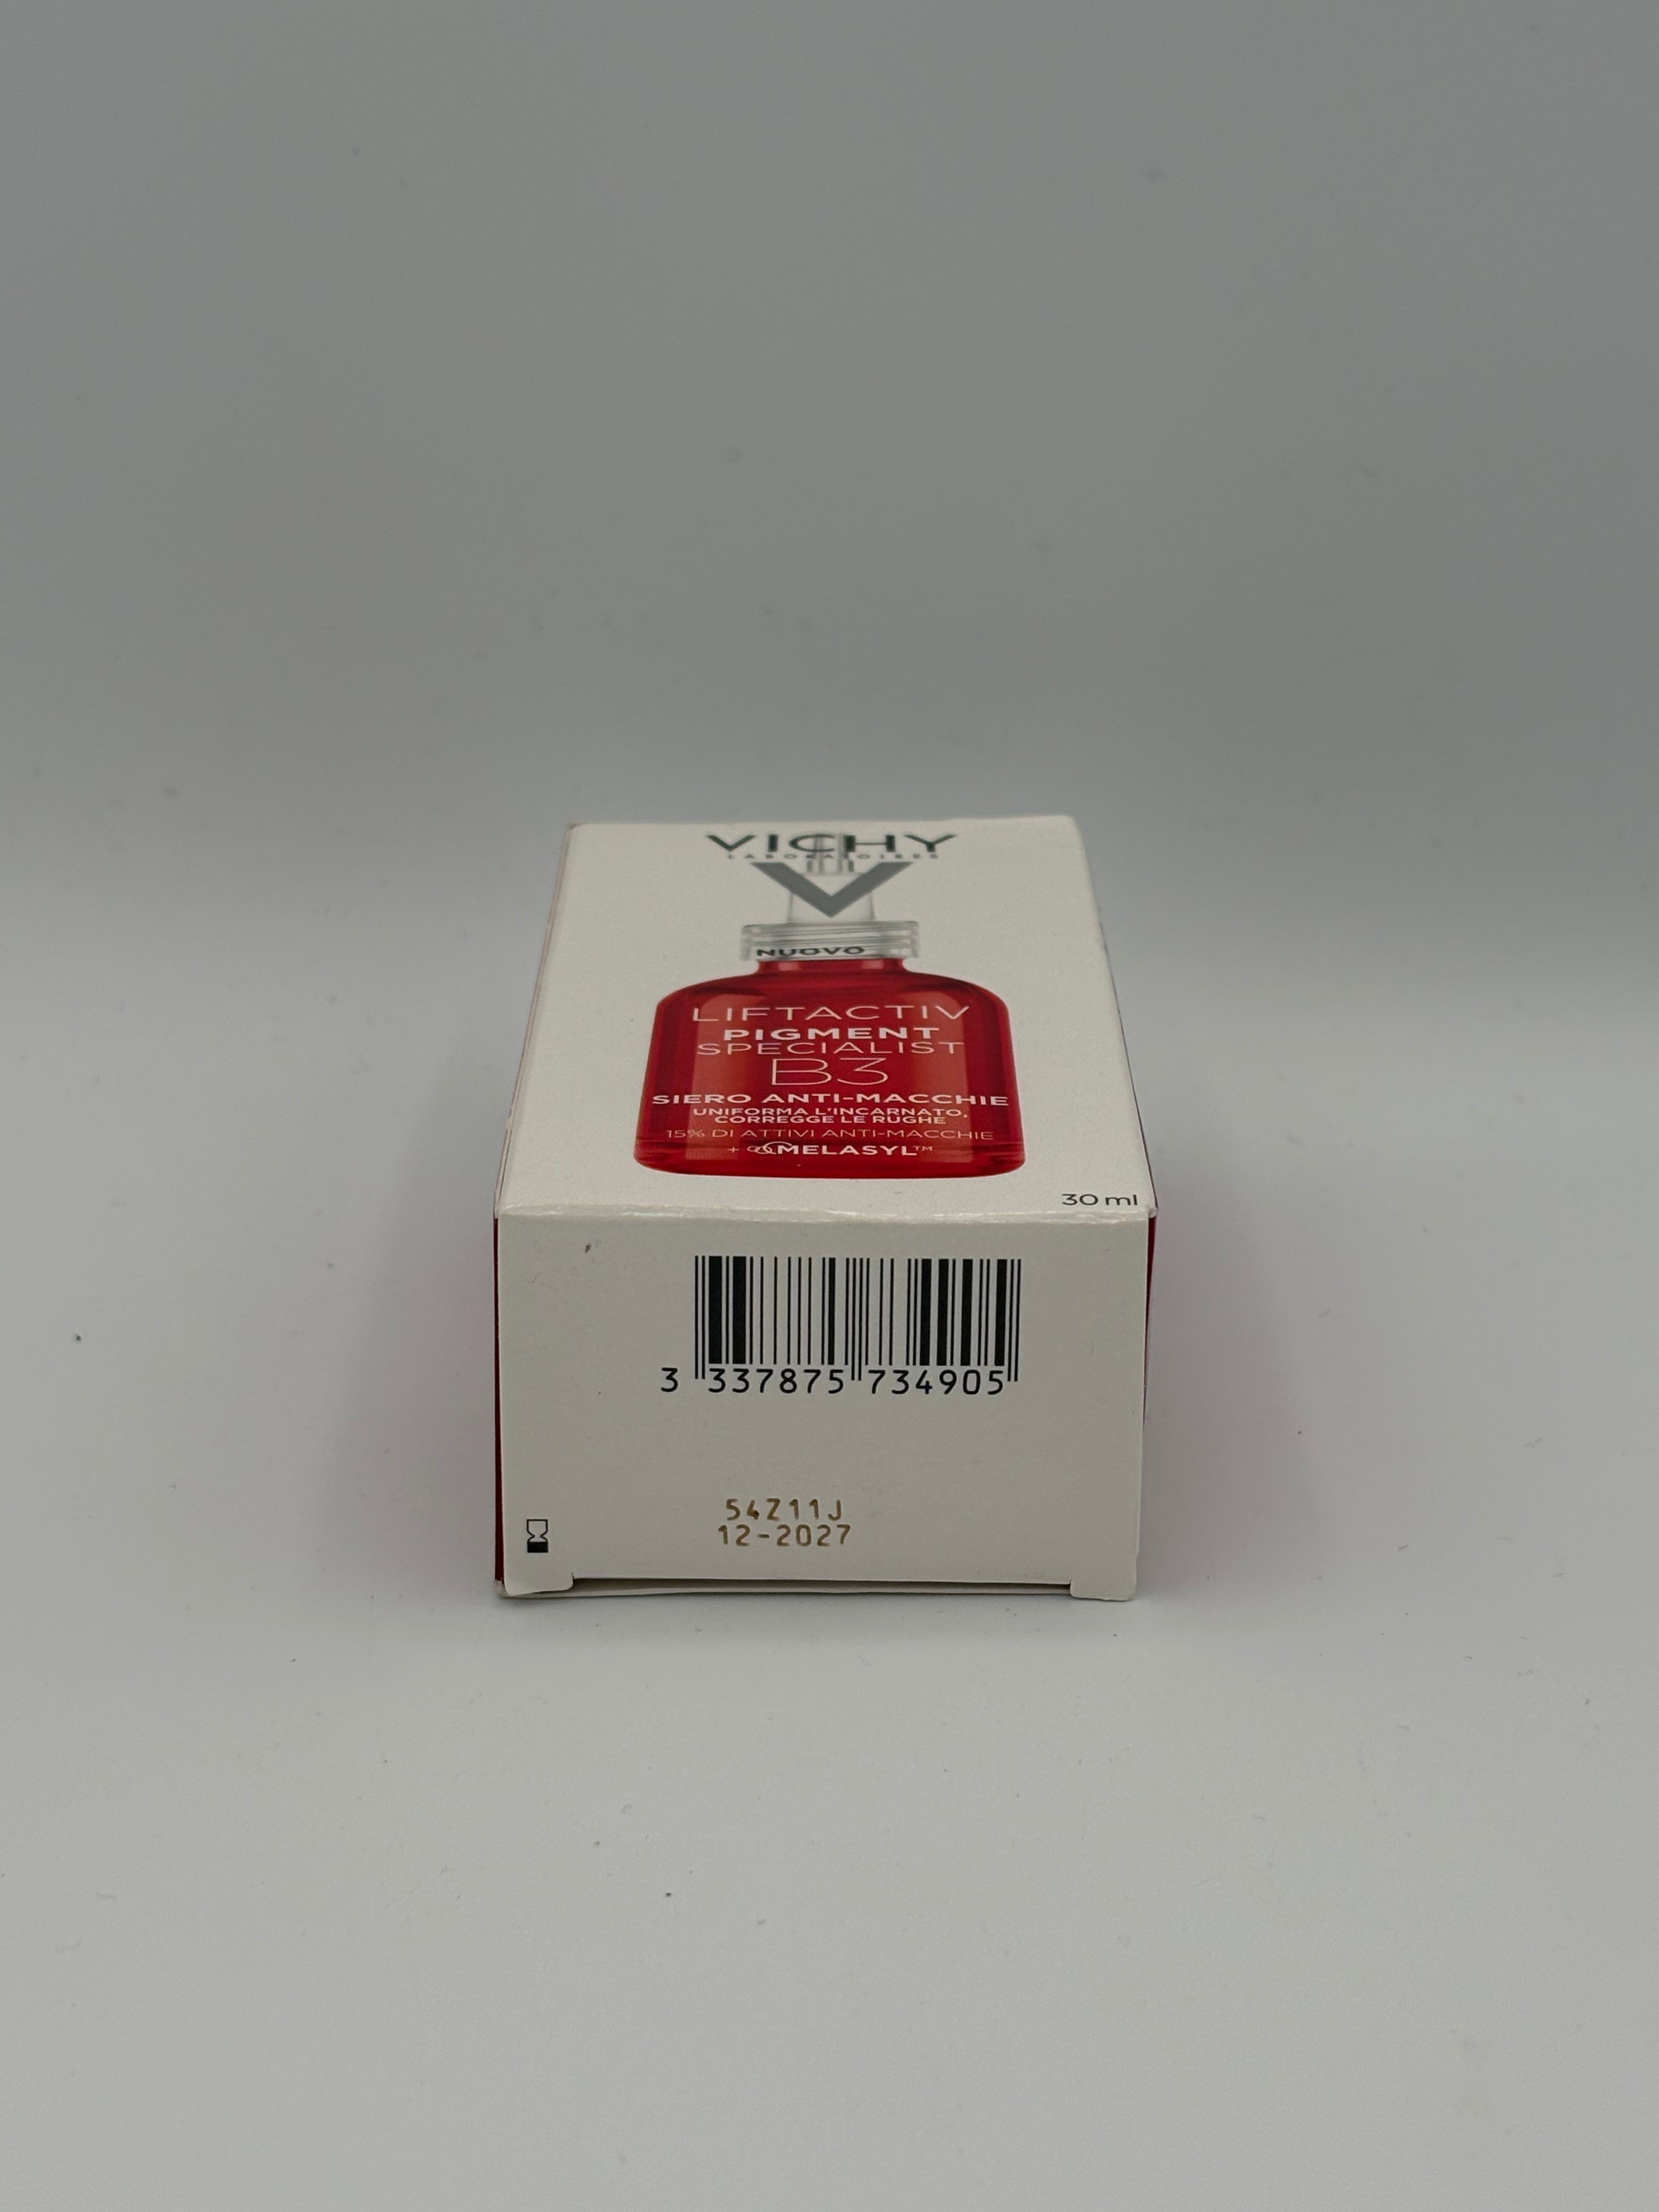 VICHY
LABORATOIRES
NUOVO
LIFTACTIV
PIGMENT
SPECIALIST
B3
SIERO ANTI-MACCHIE
UNIFORMA L'INCARNATO,
CORREGGE LE RUGHE
15% DI ATTIVI ANTI-MACCHIE
+ MELASYL™
30 ml
3 337875 734905
54Z11J
12-2027